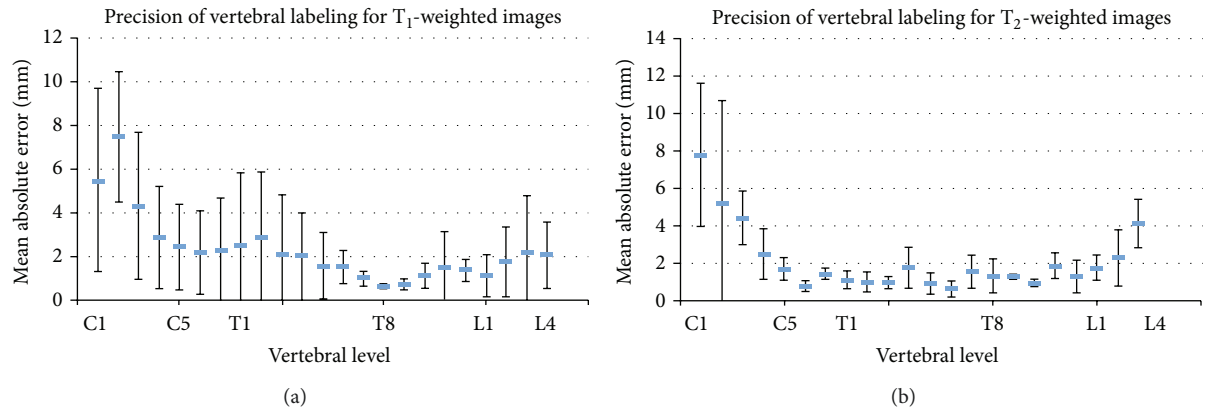 Precision of vertebral labeling for T₁-weighted images
12
10
8
6
4
2
0
Mean absolute error (mm)
C1 C5 T1 T8 L1 L4
Vertebral level
(a)
Precision of vertebral labeling for T₂-weighted images
14
12
10
8
6
4
2
0
Mean absolute error (mm)
C1 C5 T1 T8 L1 L4
Vertebral level
(b)